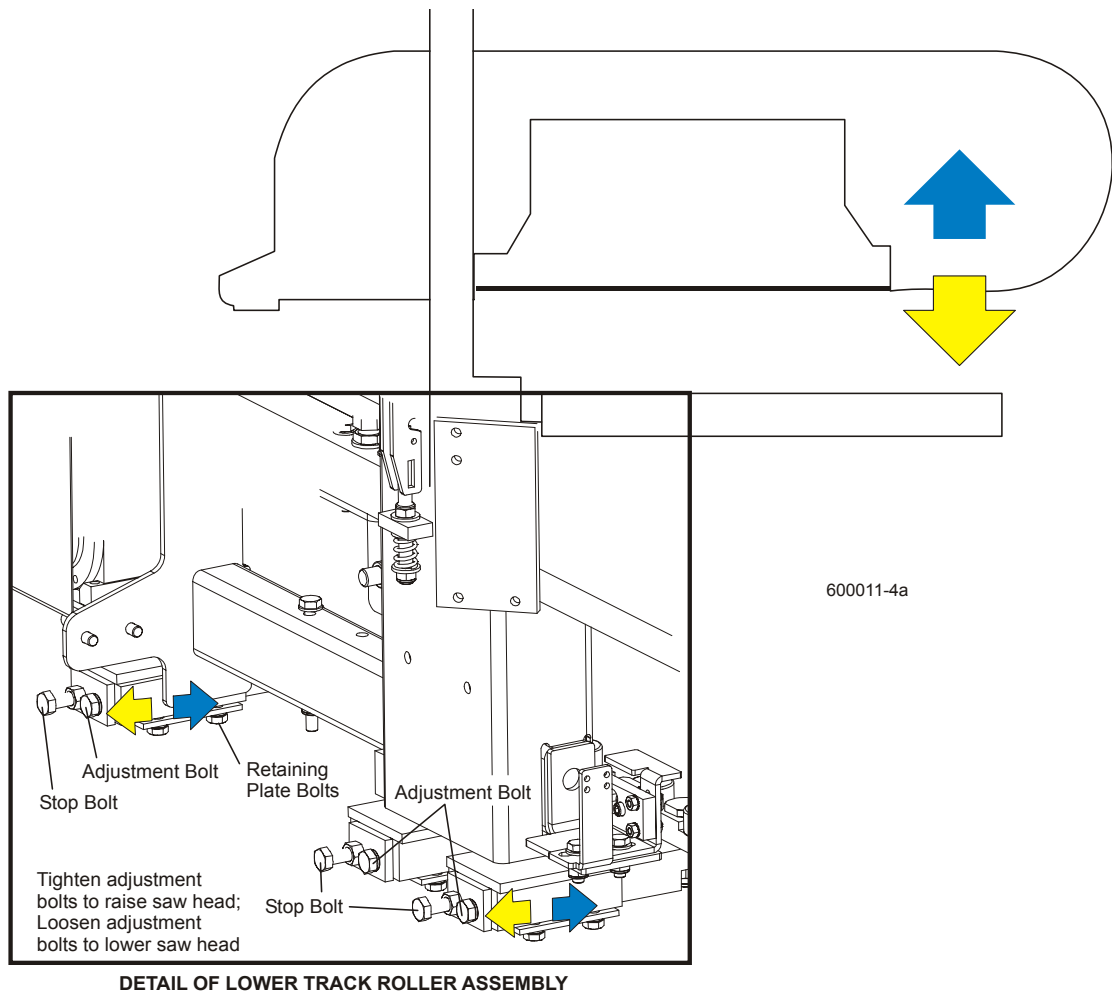 600011-4a
Adjustment Bolt
Stop Bolt
Retaining
Plate Bolts
Adjustment Bolt
Stop Bolt
Tighten adjustment
bolts to raise saw head;
Loosen adjustment
bolts to lower saw head
DETAIL OF LOWER TRACK ROLLER ASSEMBLY